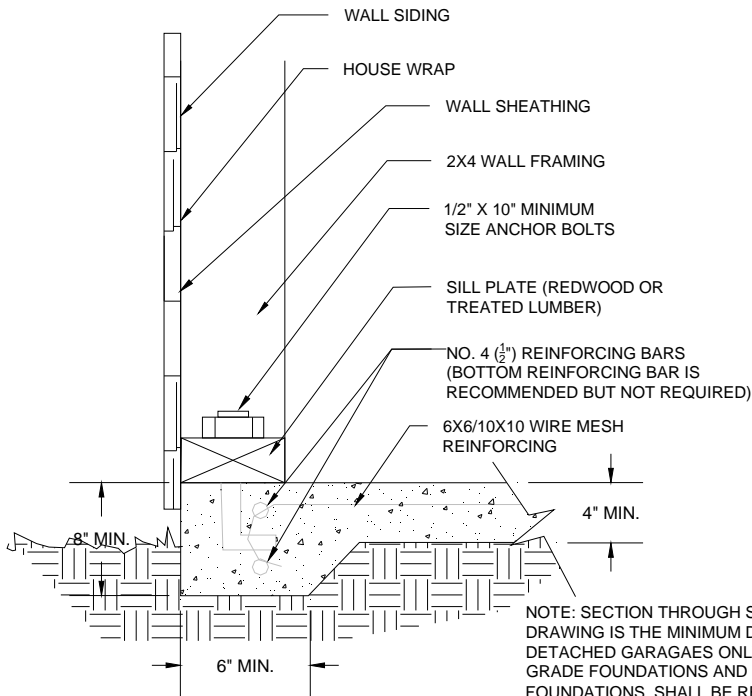 WALL SIDING
HOUSE WRAP
WALL SHEATHING
2X4 WALL FRAMING
1/2" X 10" MINIMUM
SIZE ANCHOR BOLTS
SILL PLATE (REDWOOD OR
TREATED LUMBER)
NO. 4 (½") REINFORCING BARS
(BOTTOM REINFORCING BAR IS
RECOMMENDED BUT NOT REQUIRED)
6X6/10X10 WIRE MESH
REINFORCING
4" MIN.
8" MIN.
6" MIN.
NOTE: SECTION THROUGH S
DRAWING IS THE MINIMUM D
DETACHED GARAGAES ONL
GRADE FOUNDATIONS AND
FOUNDATIONS SHALL BE R